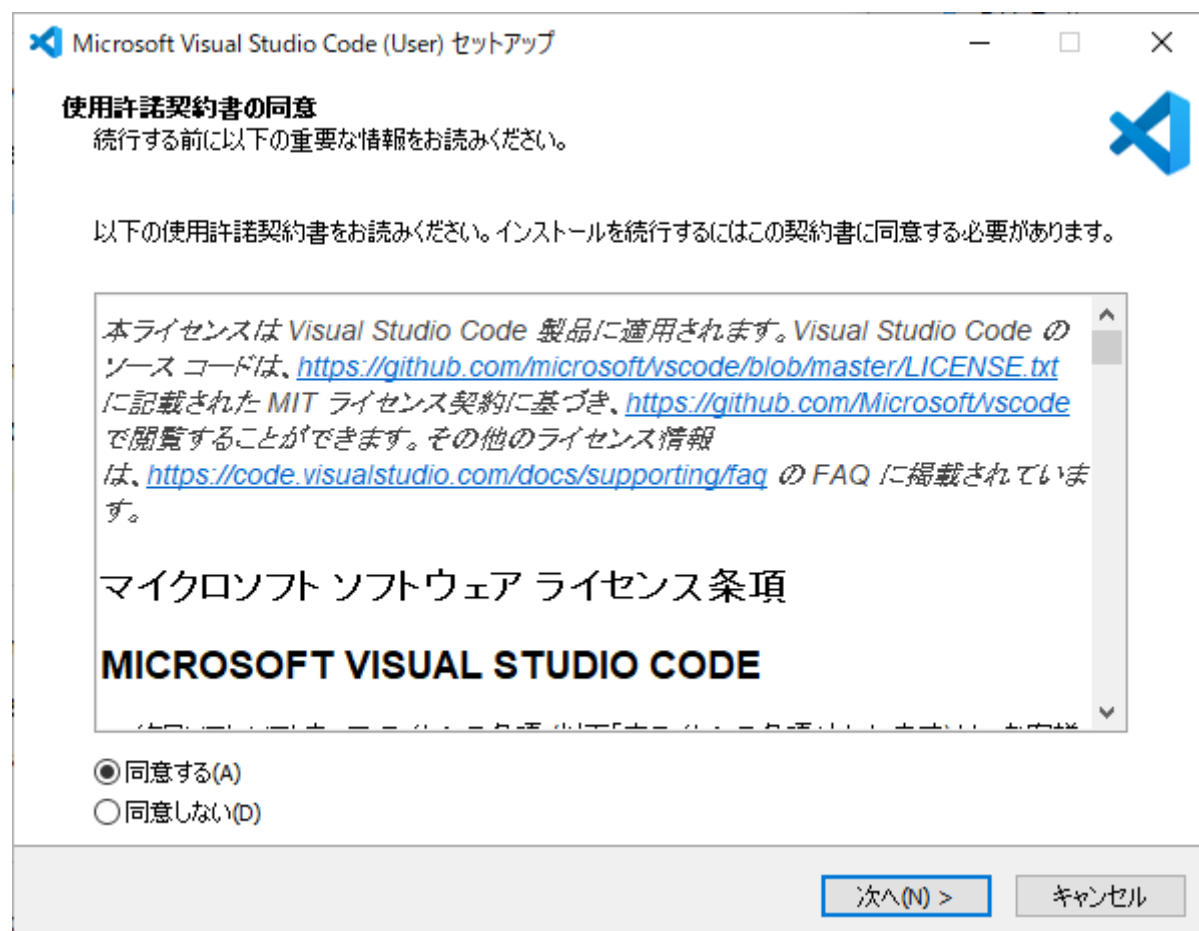 Microsoft Visual Studio Code (User) セットアップ
使用許諾契約書の同意
続行する前に以下の重要な情報をお読みください。
以下の使用許諾契約書をお読みください。インストールを続行するにはこの契約書に同意する必要があります。
本ライセンスは Visual Studio Code 製品に適用されます。Visual Studio Code の
ソース コードは、https://github.com/microsoft/vscode/blob/master/LICENSE.txt
に記載された MIT ライセンス契約に基づき、https://github.com/Microsoft/vscode
で閲覧することができます。その他のライセンス情報
は、https://code.visualstudio.com/docs/supporting/faq の FAQ に掲載されていま
す。
マイクロソフト ソフトウェア ライセンス条項
MICROSOFT VISUAL STUDIO CODE
同意する(A)
同意しない(D)
次へ(N) >
キャンセル